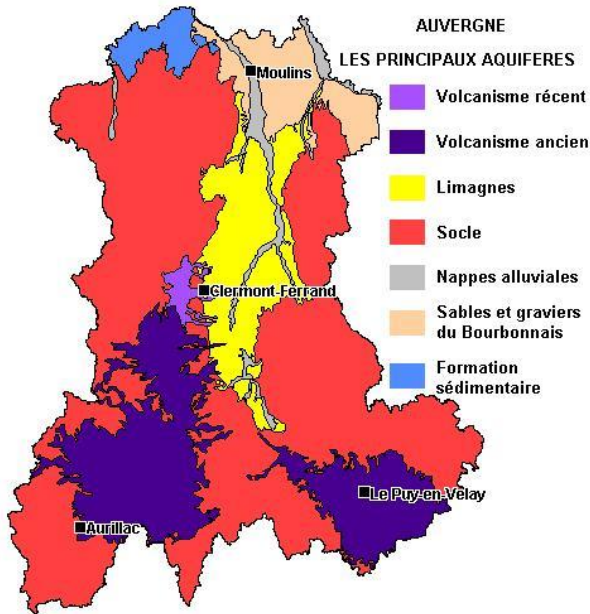 AUVERGNE
LES PRINCIPAUX AQUIFERES
Volcanisme récent
Volcanisme ancien
Limagnes
Socle
Nappes alluviales
Sables et graviers
du Bourbonnais
Formation
sédimentaire
Moulins
Clermont-Ferrand
Le Puy-en-Velay
Aurillac